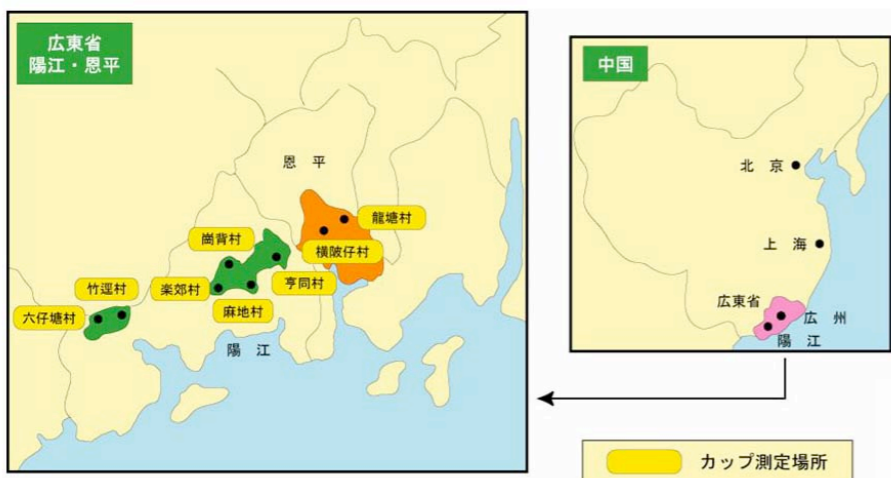 広東省
陽江・恩平
恩 平
龍塘村
崗背村
横陂仔村
竹逕村
楽郊村
亨同村
六仔塘村
麻地村
陽 江
中国
北 京
上 海
広東省
広 州
陽 江
カップ測定場所